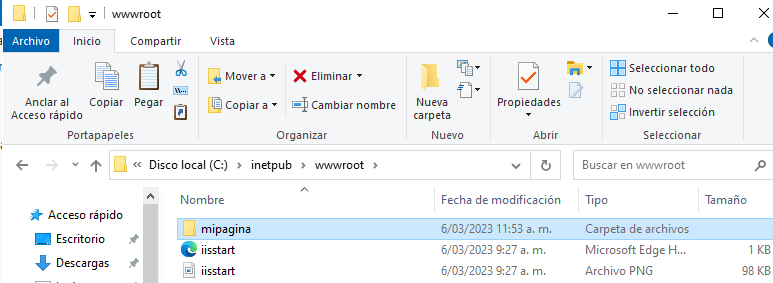 wwwroot
Archivo Inicio Compartir Vista
Anclar al Acceso rápido
Copiar
Pegar
Portapapeles
Mover a
Copiar a
Eliminar
Cambiar nombre
Organizar
Nueva carpeta
Nuevo
Propiedades
Abrir
Seleccionar todo
No seleccionar nada
Invertir selección
Seleccionar
« Disco local (C:) > inetpub > wwwroot >
Buscar en wwwroot
Nombre Fecha de modificación Tipo Tamaño
Acceso rápido
Escritorio
Descargas
mipagina 6/03/2023 11:53 a. m. Carpeta de archivos
iisstart 6/03/2023 9:27 a. m. Microsoft Edge H... 1 KB
iisstart 6/03/2023 9:27 a. m. Archivo PNG 98 KB